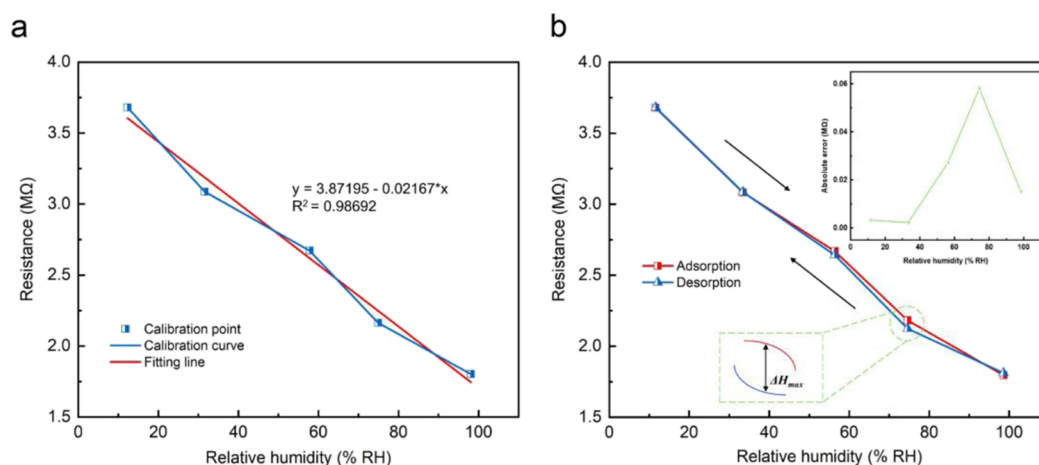 a
4.0
3.5
3.0
2.5
2.0
1.5
0
20
40
60
80
100
Resistance (MΩ)
Relative humidity (% RH)
y = 3.87195 - 0.02167*x
R² = 0.98692
Calibration point
Calibration curve
Fitting line
b
4.0
3.5
3.0
2.5
2.0
1.5
0
20
40
60
80
100
Resistance (MΩ)
Relative humidity (% RH)
Adsorption
Desorption
ΔHmax
0.06
0.04
0.02
0.00
0
20
40
60
80
100
Absolute error (MΩ)
Relative humidity (% RH)